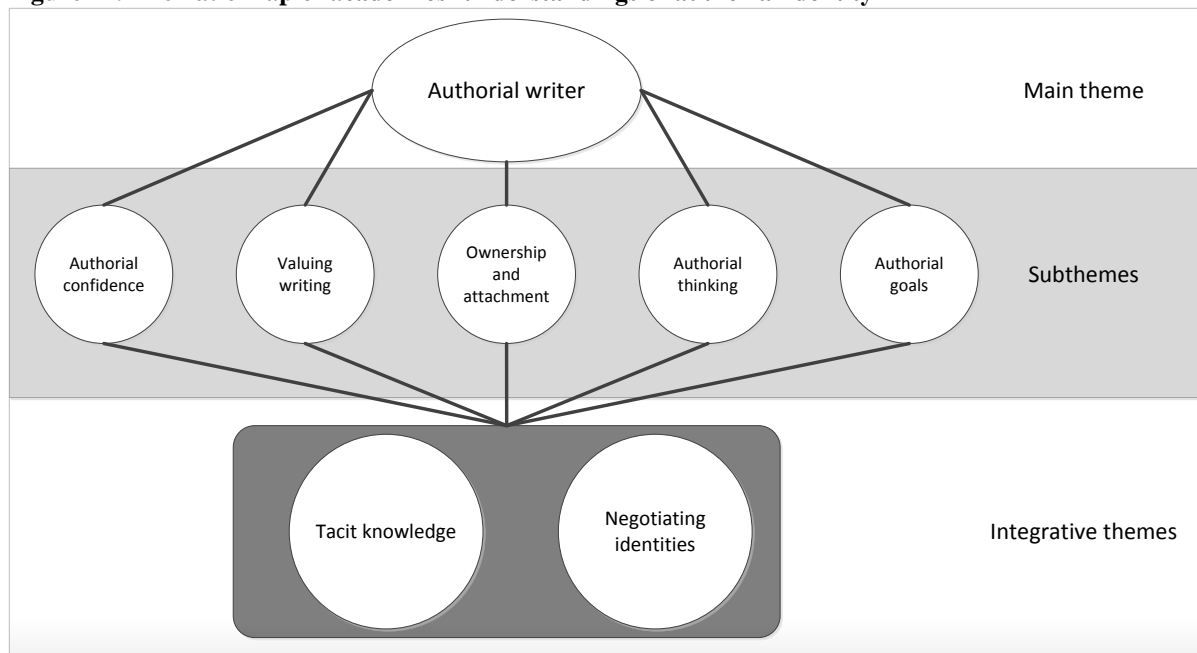 Authorial writer
Main theme
Authorial
confidence
Valuing
writing
Ownership
and
attachment
Authorial
thinking
Authorial
goals
Subthemes
Tacit knowledge
Negotiating
identities
Integrative themes